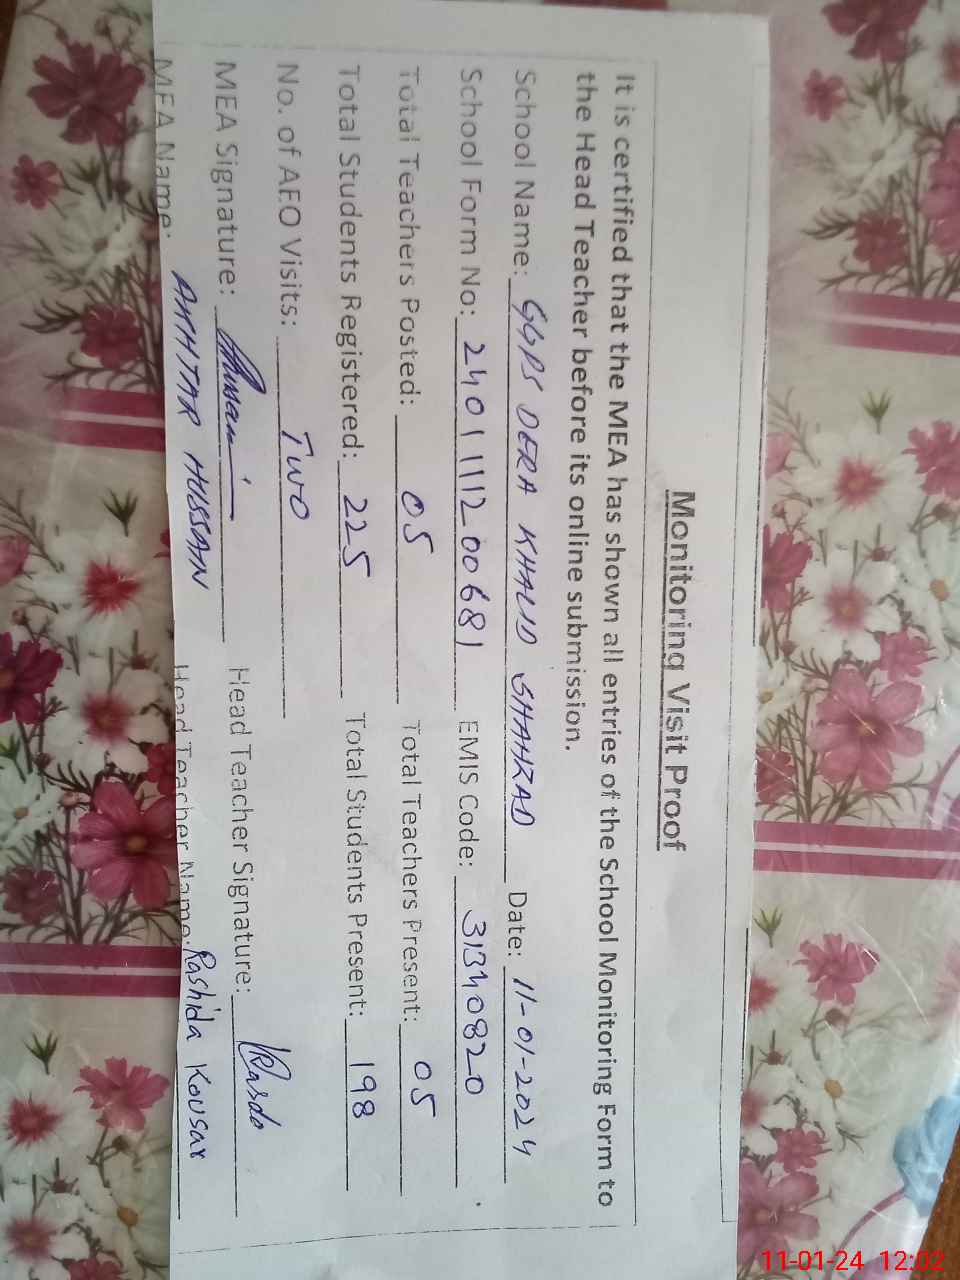 Monitoring Visit Proof
It is certified that the MEA has shown all entries of the School Monitoring Form to
the Head Teacher before its online submission.
School Name: GGPS DERA KHALID SHAHZAD Date: 11-01-2024
School Form No: 2401111200681 EMIS Code: 31340820
Total Teachers Posted: 05 Total Teachers Present: 05
Total Students Registered: 225 Total Students Present: 198
No. of AEO Visits: Two
MEA Signature: Head Teacher Signature:
MEA Name: AKHTAR HUSSAIN Head Teacher Name: Rashida Kousar
11-01-24 12:02